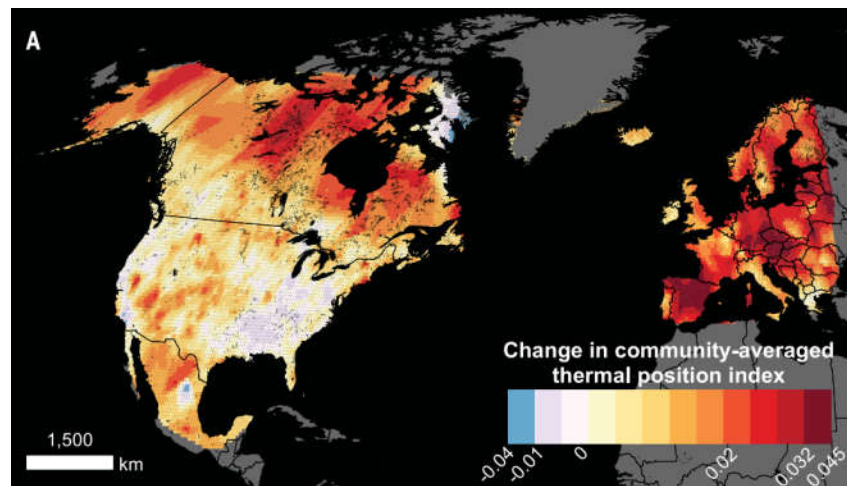 A
Change in community-averaged
thermal position index
1,500
km
-0.04
-0.01
0
0.02
0.032
0.045